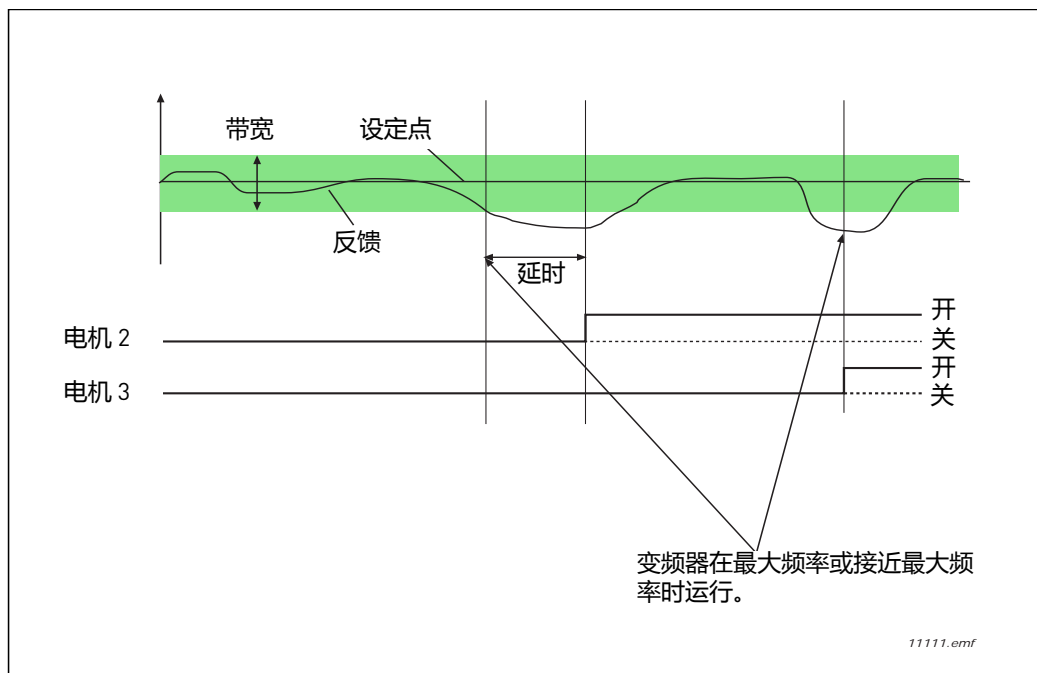 带宽
设定点
反馈
延时
电机 2
开
关
电机 3
开
关
变频器在最大频率或接近最大频
率时运行。
11111.emf